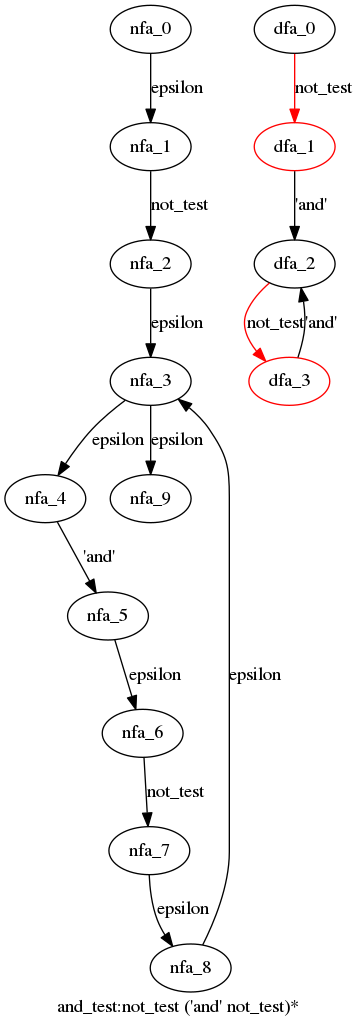 nfa_0
dfa_0
epsilon
not_test
nfa_1
dfa_1
not_test
'and'
nfa_2
dfa_2
epsilon
not_test
'and'
nfa_3
dfa_3
epsilon
epsilon
nfa_4
nfa_9
'and'
nfa_5
epsilon
epsilon
nfa_6
not_test
nfa_7
epsilon
nfa_8
and_test:not_test ('and' not_test)*